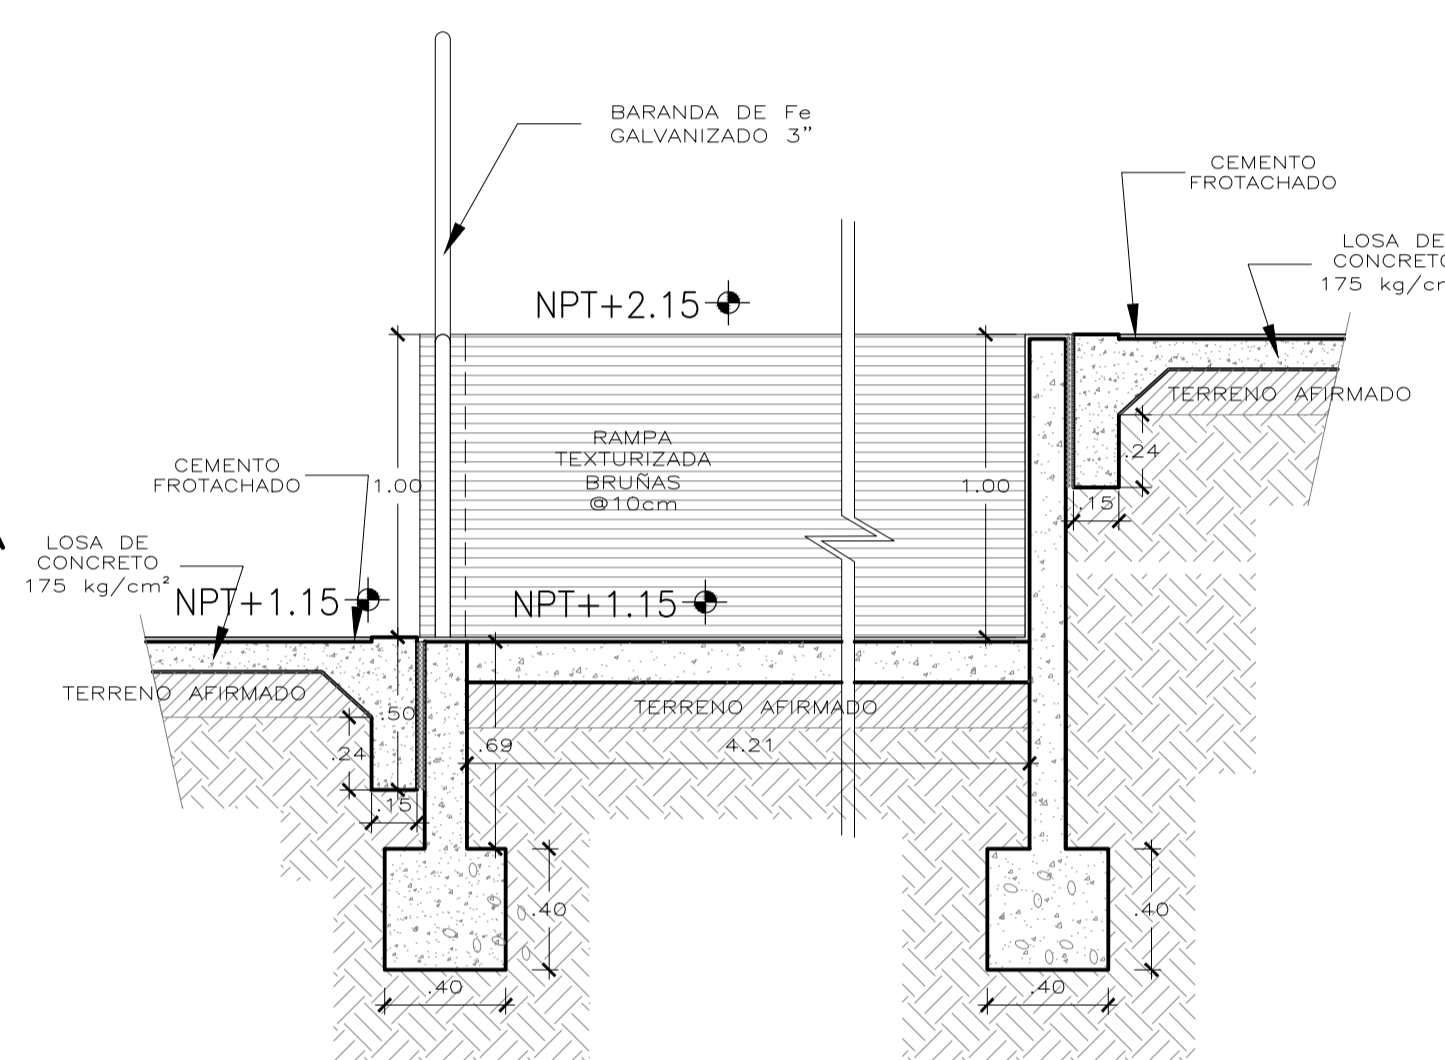 BARANDA DE Fe
GALVANIZADO 3"
CEMENTO
FROTACHADO
LOSA DE
CONCRETO
175 kg/cm
NPT+2.15
TERRENO AFIRMADO
.24
.15
RAMPA
TEXTURIZADA
BRUÑAS
@10cm
1.00
1.00
CEMENTO
FROTACHADO
LOSA DE
CONCRETO
175 kg/cm²
NPT+1.15
NPT+1.15
TERRENO AFIRMADO
.50
.24
.15
.69
TERRENO AFIRMADO
4.21
.40
.40
.40
.40